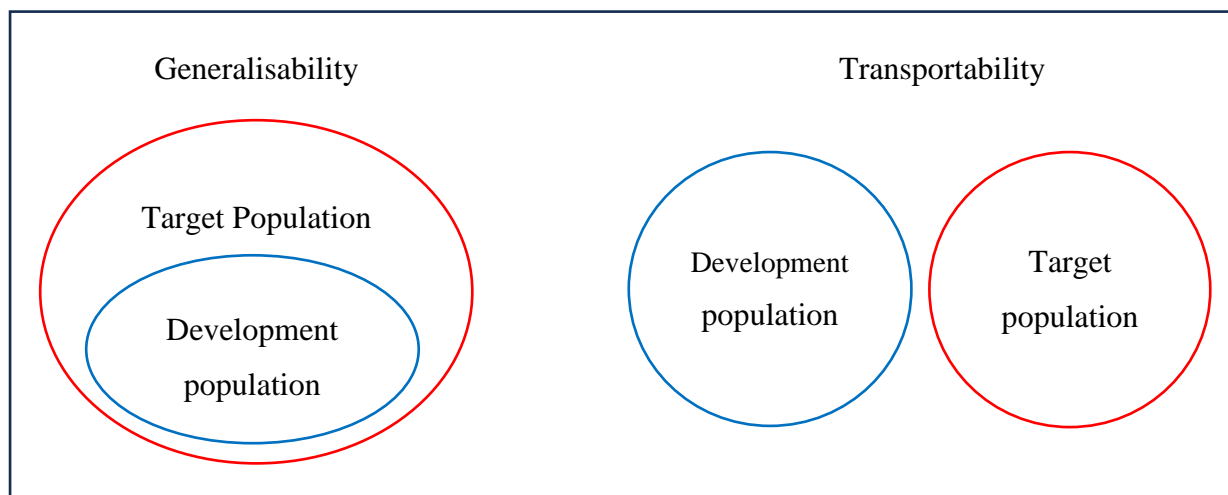 Generalisability
Target Population
Development
population
Transportability
Development
population
Target
population